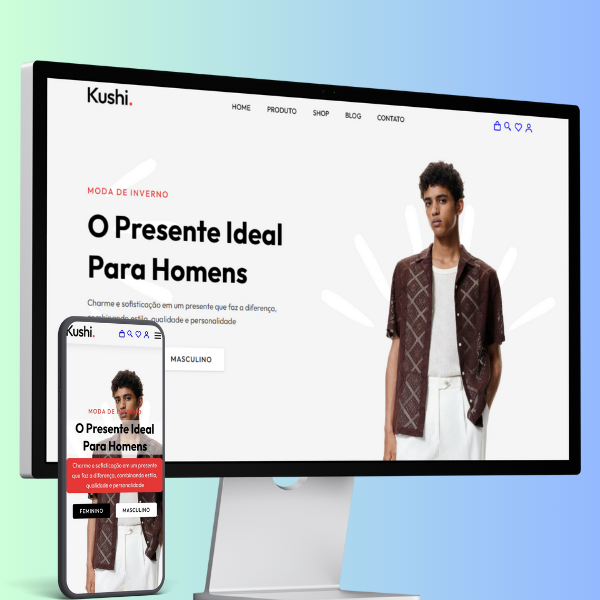 Kushi.
HOME PRODUTO SHOP BLOG CONTATO
MODA DE INVERNO
O Presente Ideal
Para Homens
Charme e sofisticação em um presente que faz a diferença,
combinando estilo, qualidade e personalidade
MASCULINO
Kushi.
MODA DE INVERNO
O Presente Ideal
Para Homens
Charme e sofisticação em um presente
que faz a diferença, combinando estilo,
qualidade e personalidade
FEMININO MASCULINO